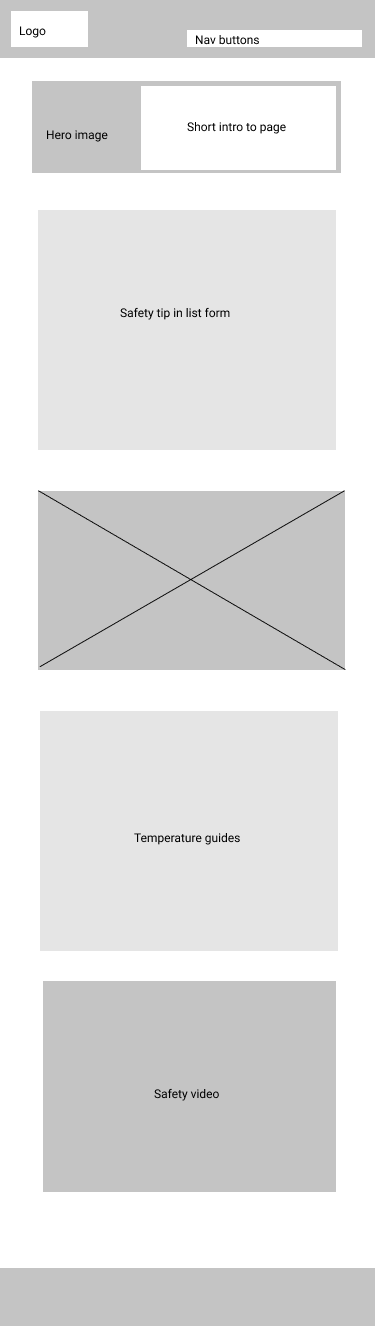 Logo
Nav buttons
Hero image
Short intro to page
Safety tip in list form
Temperature guides
Safety video